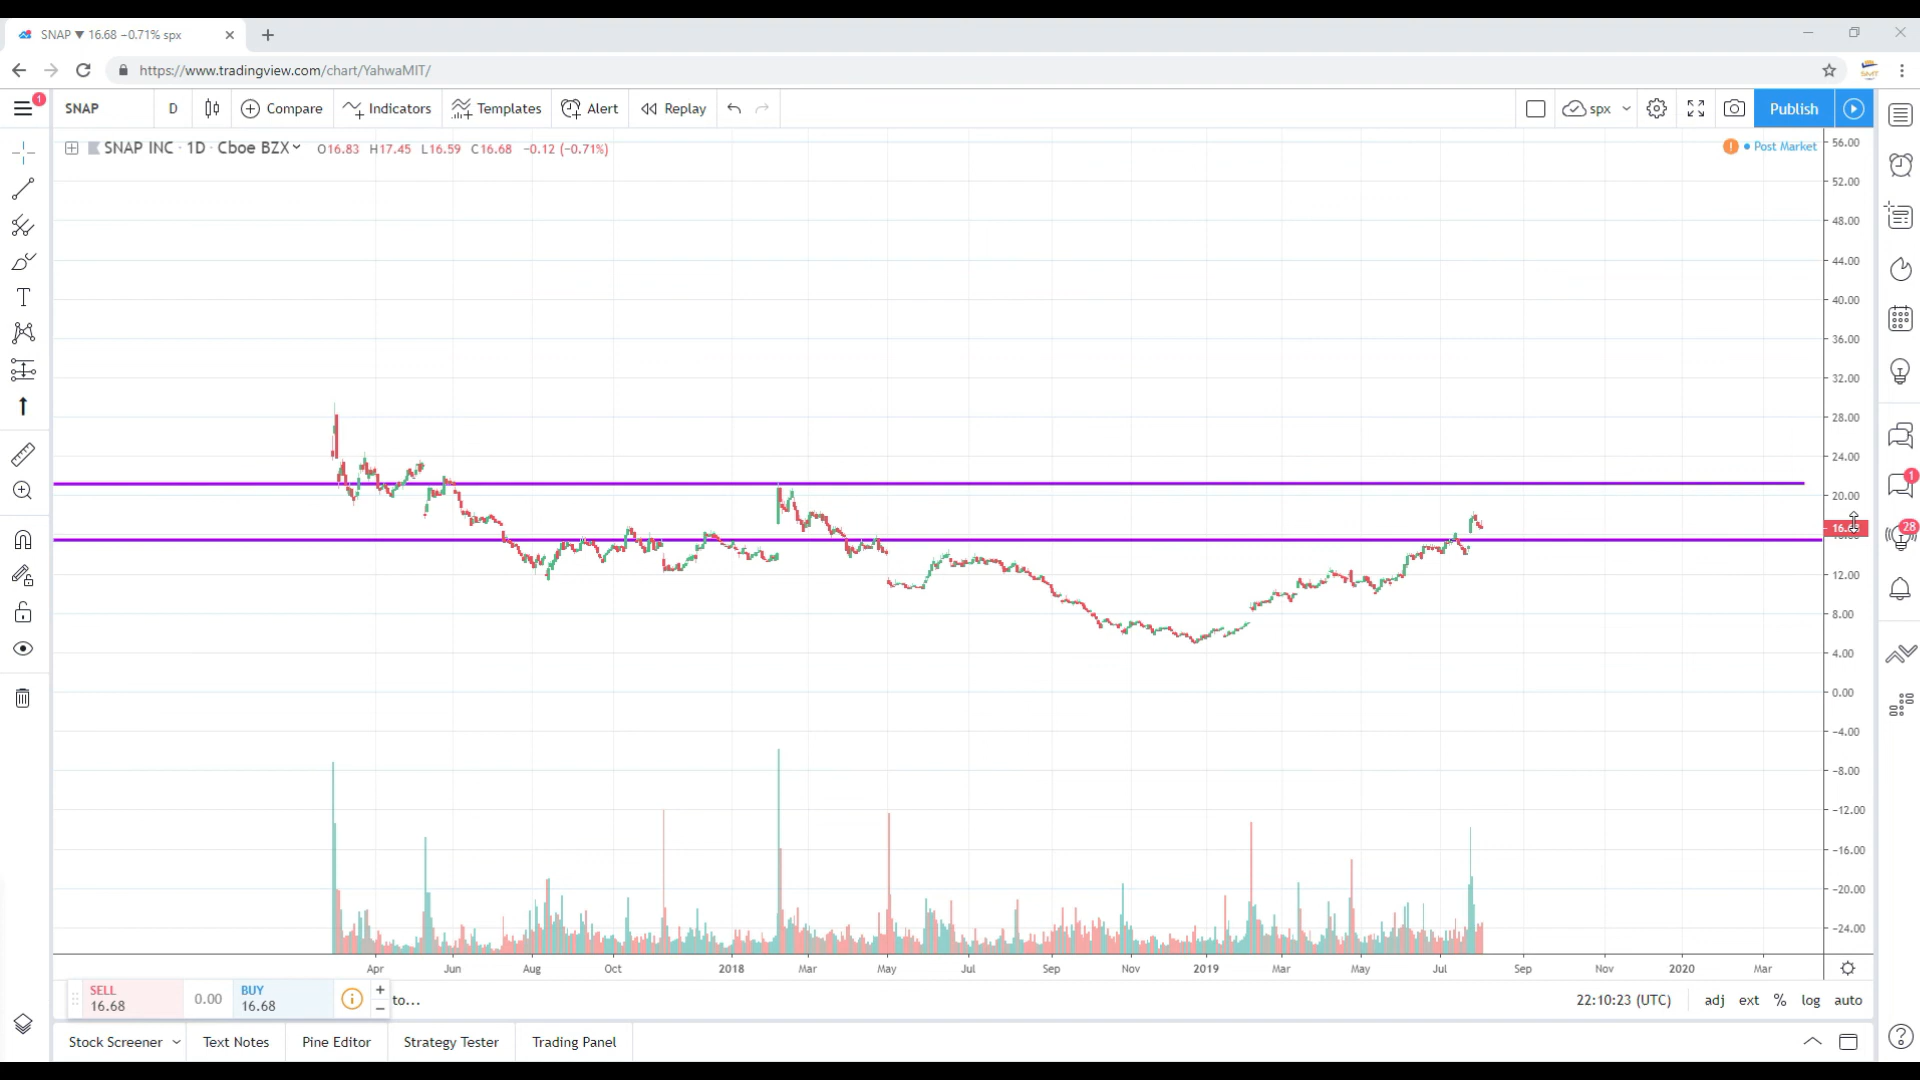 SNAP ▼ 16.68 −0.71% spx
https://www.tradingview.com/chart/YahwaMIT/
1
SNAP D Compare Indicators Templates Alert Replay spx Publish
SNAP INC · 1D · Cboe BZX O16.83 H17.45 L16.59 C16.68 −0.12 (−0.71%)
Post Market
56.00
52.00
48.00
44.00
40.00
36.00
32.00
28.00
24.00
20.00
12.00
8.00
4.00
0.00
−4.00
−8.00
−12.00
−16.00
−20.00
−24.00
1
28
Apr Jun Aug Oct 2018 Mar May Jul Sep Nov 2019 Mar May Jul Sep Nov 2020 Mar
SELL
16.68
0.00
BUY
16.68
to...
22:10:23 (UTC) adj ext % log auto
Stock Screener Text Notes Pine Editor Strategy Tester Trading Panel